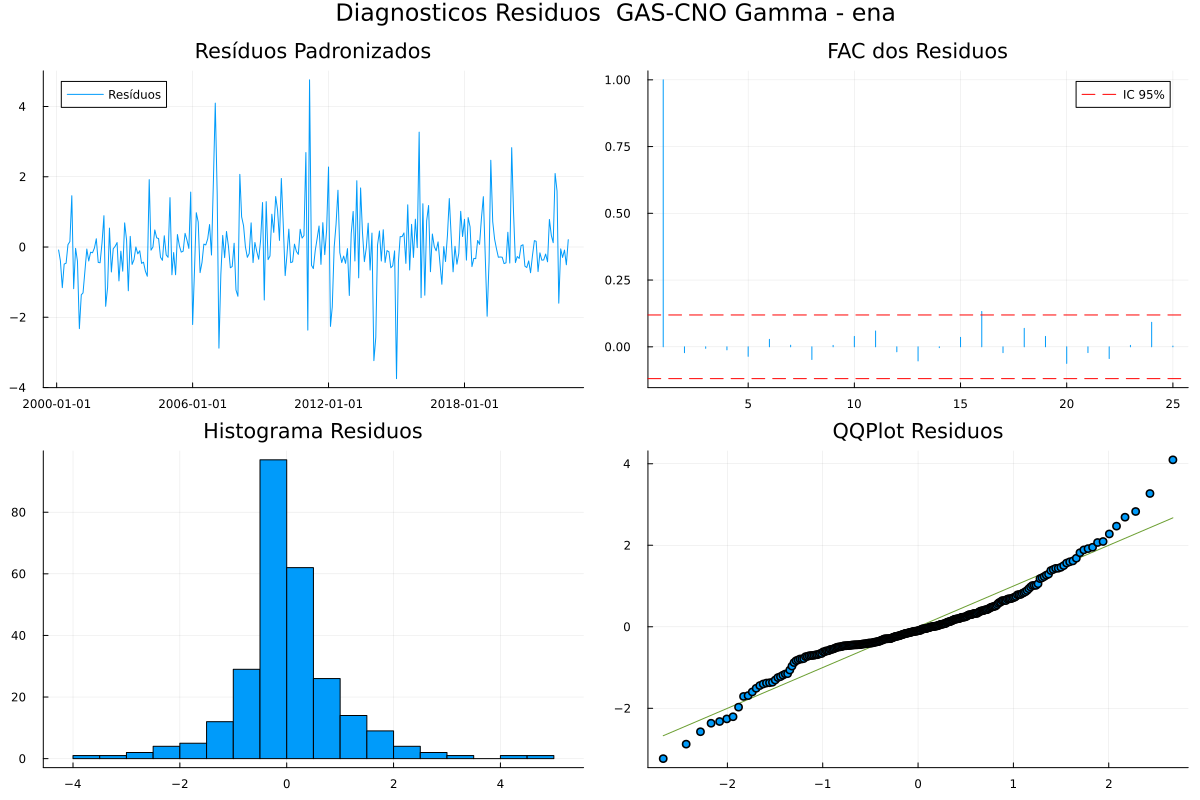 Diagnosticos Residuos  GAS-CNO Gamma - ena
Resíduos Padronizados
Resíduos
4
2
0
−2
−4
2000-01-01 2006-01-01 2012-01-01 2018-01-01
FAC dos Residuos
IC 95%
1.00
0.75
0.50
0.25
0.00
5 10 15 20 25
Histograma Residuos
80
60
40
20
0
−4 −2 0 2 4
QQPlot Residuos
4
2
0
−2
−2 −1 0 1 2